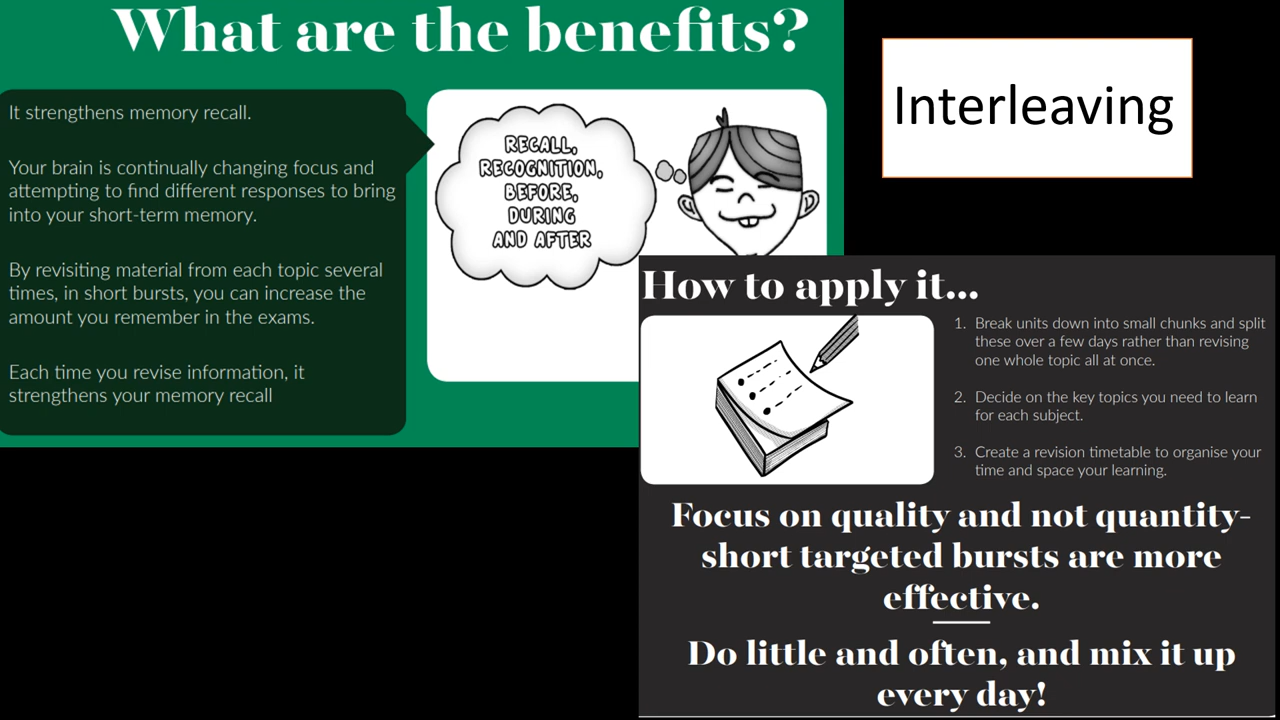 What are the benefits?
It strengthens memory recall.
Your brain is continually changing focus and
attempting to find different responses to bring
into your short-term memory.
By revisiting material from each topic several
times, in short bursts, you can increase the
amount you remember in the exams.
Each time you revise information, it
strengthens your memory recall
RECALL,
RECOGNITION,
BEFORE,
DURING
AND AFTER
Interleaving
How to apply it...
1. Break units down into small chunks and split
these over a few days rather than revising
one whole topic all at once.
2. Decide on the key topics you need to learn
for each subject.
3. Create a revision timetable to organise your
time and space your learning.
Focus on quality and not quantity-
short targeted bursts are more
effective.
Do little and often, and mix it up
every day!